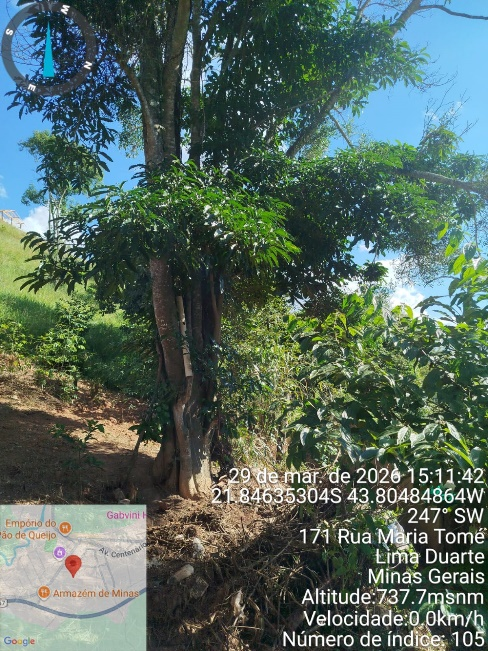 S
W
N
E
29 de mar. de 2026 15:11:42
21.84635304S 43.80484864W
247° SW
171 Rua Maria Tomé
Lima Duarte
Minas Gerais
Altitude:737.7msnm
Velocidade:0.0km/h
Número de índice: 105
Gabvini H
Empório do
Pão de Queijo
Av. Centenário
Armazém de Minas
Google